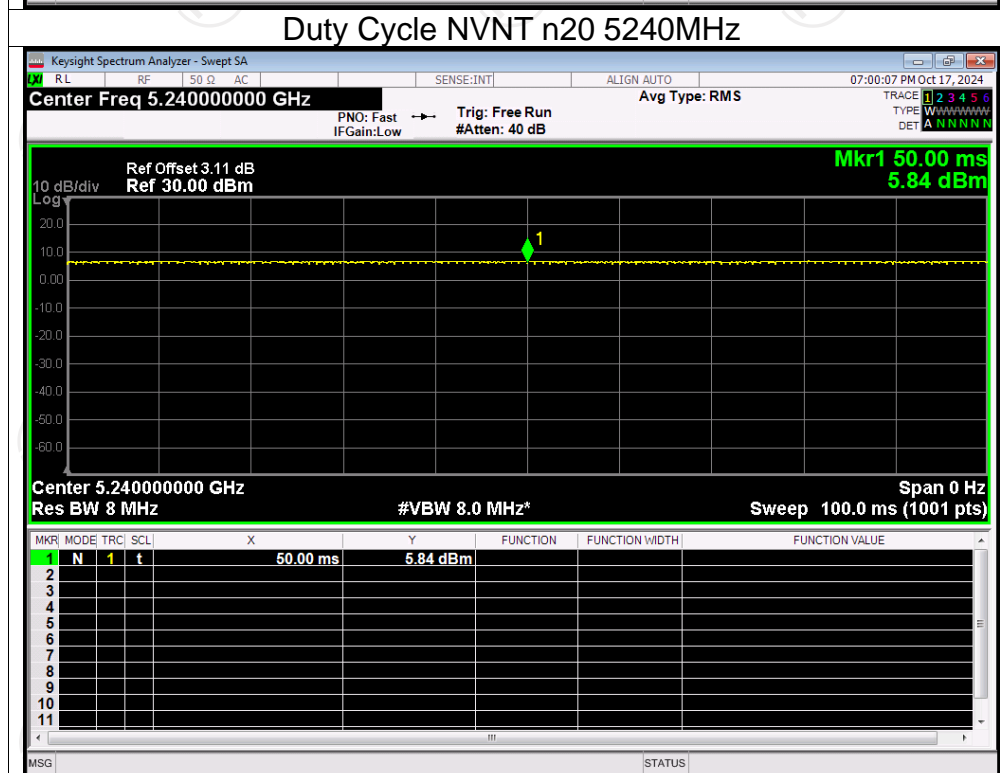 Duty Cycle NVNT n20 5240MHz
Keysight Spectrum Analyzer - Swept SA
LXI RL RF 50 Ω AC SENSE:INT ALIGN AUTO 07:00:07 PM Oct 17, 2024
Center Freq 5.240000000 GHz
PNO: Fast
IFGain:Low
Trig: Free Run
#Atten: 40 dB
Avg Type: RMS
TRACE 1 2 3 4 5 6
TYPE WWWWWW
DET A N N N N N
Mkr1 50.00 ms
5.84 dBm
Ref Offset 3.11 dB
10 dB/div Ref 30.00 dBm
Log
20.0
10.0
0.00
-10.0
-20.0
-30.0
-40.0
-50.0
-60.0
1
Center 5.240000000 GHz Span 0 Hz
Res BW 8 MHz #VBW 8.0 MHz* Sweep 100.0 ms (1001 pts)
MKR MODE TRC SCL X Y FUNCTION FUNCTION WIDTH FUNCTION VALUE
1 N 1 t 50.00 ms 5.84 dBm
2
3
4
5
6
7
8
9
10
11
MSG STATUS